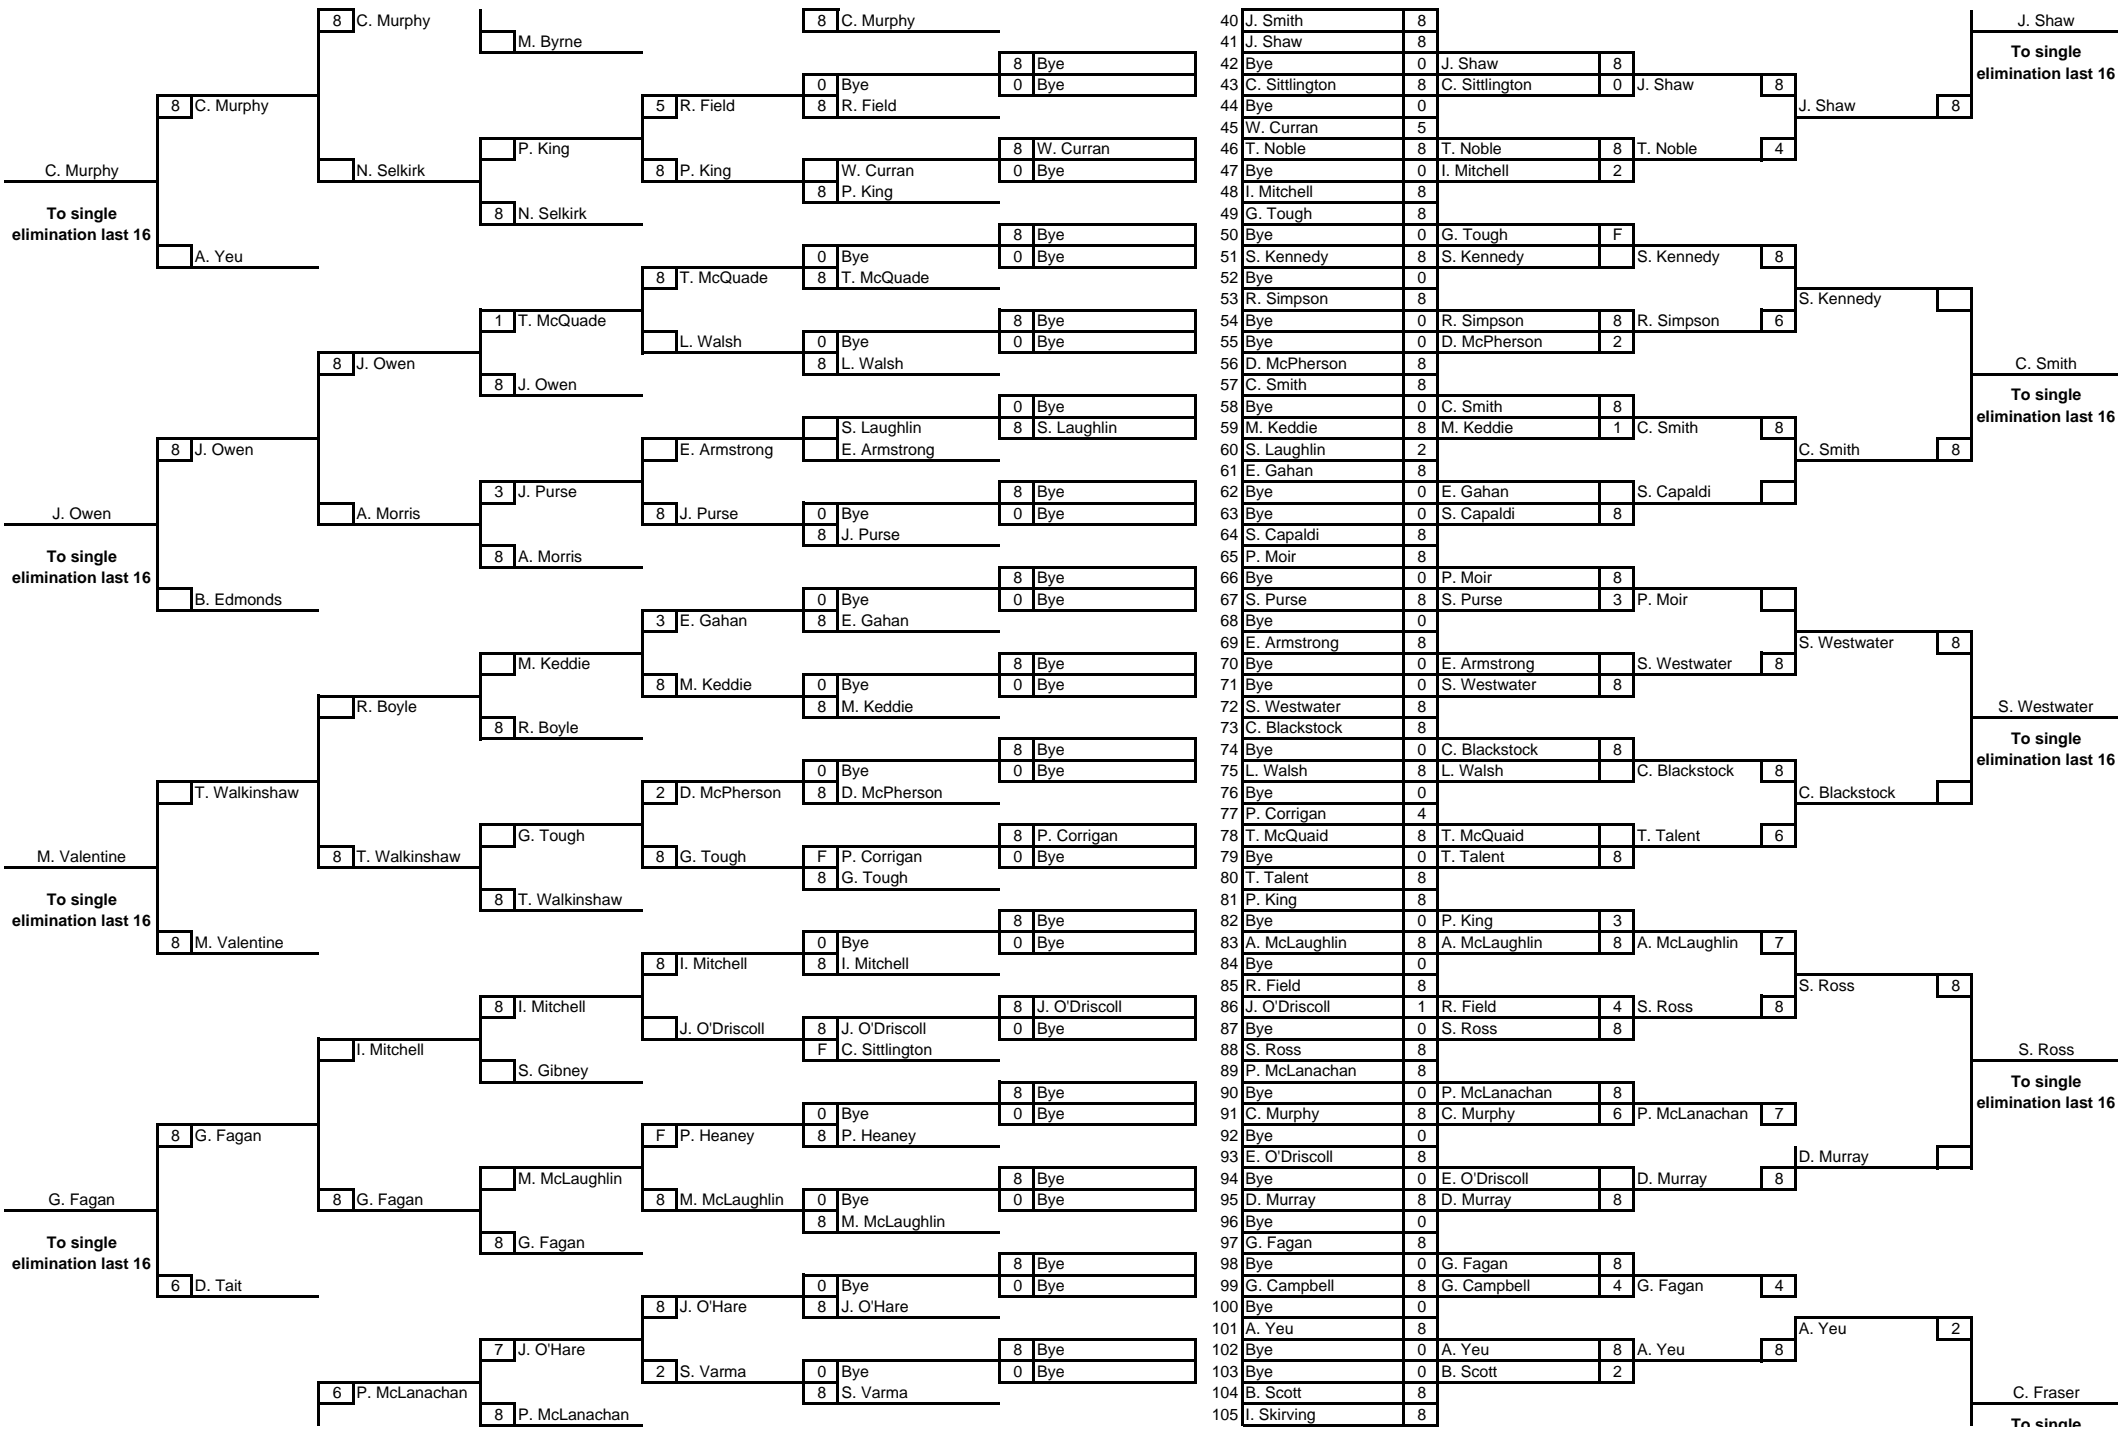 8 C. Murphy 8 C. Murphy 40 J. Smith 8 J. Shaw
M. Byrne 41 J. Shaw 8 To single
8 Bye 42 Bye 0 J. Shaw 8 elimination last 16
0 Bye 0 Bye 43 C. Sittlington 8 C. Sittlington 0 J. Shaw 8
8 C. Murphy 5 R. Field 8 R. Field 44 Bye 0 J. Shaw 8
45 W. Curran 5
P. King 8 W. Curran 46 T. Noble 8 T. Noble 8 T. Noble 4
C. Murphy N. Selkirk 8 P. King W. Curran 0 Bye 47 Bye 0 I. Mitchell 2
8 P. King 48 I. Mitchell 8
To single 8 N. Selkirk 49 G. Tough 8
elimination last 16 8 Bye 50 Bye 0 G. Tough F
A. Yeu 0 Bye 0 Bye 51 S. Kennedy 8 S. Kennedy S. Kennedy 8
8 T. McQuade 8 T. McQuade 52 Bye 0
53 R. Simpson 8 S. Kennedy
1 T. McQuade 8 Bye 54 Bye 0 R. Simpson 8 R. Simpson 6
L. Walsh 0 Bye 0 Bye 55 Bye 0 D. McPherson 2
8 J. Owen 8 L. Walsh 56 D. McPherson 8 C. Smith
8 J. Owen 57 C. Smith 8 To single
0 Bye 58 Bye 0 C. Smith 8 elimination last 16
S. Laughlin 8 S. Laughlin 59 M. Keddie 8 M. Keddie 1 C. Smith 8
8 J. Owen E. Armstrong E. Armstrong 60 S. Laughlin 2 C. Smith 8
61 E. Gahan 8
3 J. Purse 8 Bye 62 Bye 0 E. Gahan S. Capaldi
J. Owen A. Morris 8 J. Purse 0 Bye 0 Bye 63 Bye 0 S. Capaldi 8
8 J. Purse 64 S. Capaldi 8
To single 8 A. Morris 65 P. Moir 8
elimination last 16 8 Bye 66 Bye 0 P. Moir 8
B. Edmonds 0 Bye 0 Bye 67 S. Purse 8 S. Purse 3 P. Moir
3 E. Gahan 8 E. Gahan 68 Bye 0
69 E. Armstrong 8 S. Westwater 8
M. Keddie 8 Bye 70 Bye 0 E. Armstrong S. Westwater 8
8 M. Keddie 0 Bye 0 Bye 71 Bye 0 S. Westwater 8
R. Boyle 8 M. Keddie 72 S. Westwater 8 S. Westwater
8 R. Boyle 73 C. Blackstock 8 To single
8 Bye 74 Bye 0 C. Blackstock 8 elimination last 16
0 Bye 0 Bye 75 L. Walsh 8 L. Walsh C. Blackstock 8
T. Walkinshaw 2 D. McPherson 8 D. McPherson 76 Bye 0 C. Blackstock
77 P. Corrigan 4
G. Tough 8 P. Corrigan 78 T. McQuaid 8 T. McQuaid T. Talent 6
M. Valentine 8 T. Walkinshaw 8 G. Tough F P. Corrigan 0 Bye 79 Bye 0 T. Talent 8
8 G. Tough 80 T. Talent 8
To single 8 T. Walkinshaw 81 P. King 8
elimination last 16 8 Bye 82 Bye 0 P. King 3
8 M. Valentine 0 Bye 0 Bye 83 A. McLaughlin 8 A. McLaughlin 8 A. McLaughlin 7
8 I. Mitchell 8 I. Mitchell 84 Bye 0
85 R. Field 8 S. Ross 8
8 I. Mitchell 8 J. O'Driscoll 86 J. O'Driscoll 1 R. Field 4 S. Ross 8
J. O'Driscoll 8 J. O'Driscoll 0 Bye 87 Bye 0 S. Ross 8
I. Mitchell F C. Sittlington 88 S. Ross 8 S. Ross
S. Gibney 89 P. McLanachan 8 To single
8 Bye 90 Bye 0 P. McLanachan 8 elimination last 16
0 Bye 0 Bye 91 C. Murphy 8 C. Murphy 6 P. McLanachan 7
8 G. Fagan F P. Heaney 8 P. Heaney 92 Bye 0
93 E. O'Driscoll 8 D. Murray
M. McLaughlin 8 Bye 94 Bye 0 E. O'Driscoll D. Murray 8
G. Fagan 8 G. Fagan 8 M. McLaughlin 0 Bye 0 Bye 95 D. Murray 8 D. Murray 8
8 M. McLaughlin 96 Bye 0
To single 8 G. Fagan 97 G. Fagan 8
elimination last 16 8 Bye 98 Bye 0 G. Fagan 8
6 D. Tait 0 Bye 0 Bye 99 G. Campbell 8 G. Campbell 4 G. Fagan 4
8 J. O'Hare 8 J. O'Hare 100 Bye 0
101 A. Yeu 8 A. Yeu 2
7 J. O'Hare 8 Bye 102 Bye 0 A. Yeu 8 A. Yeu 8
2 S. Varma 0 Bye 0 Bye 103 Bye 0 B. Scott 2
6 P. McLanachan 8 S. Varma 104 B. Scott 8 C. Fraser
8 P. McLanachan 105 I. Skirving 8 To single